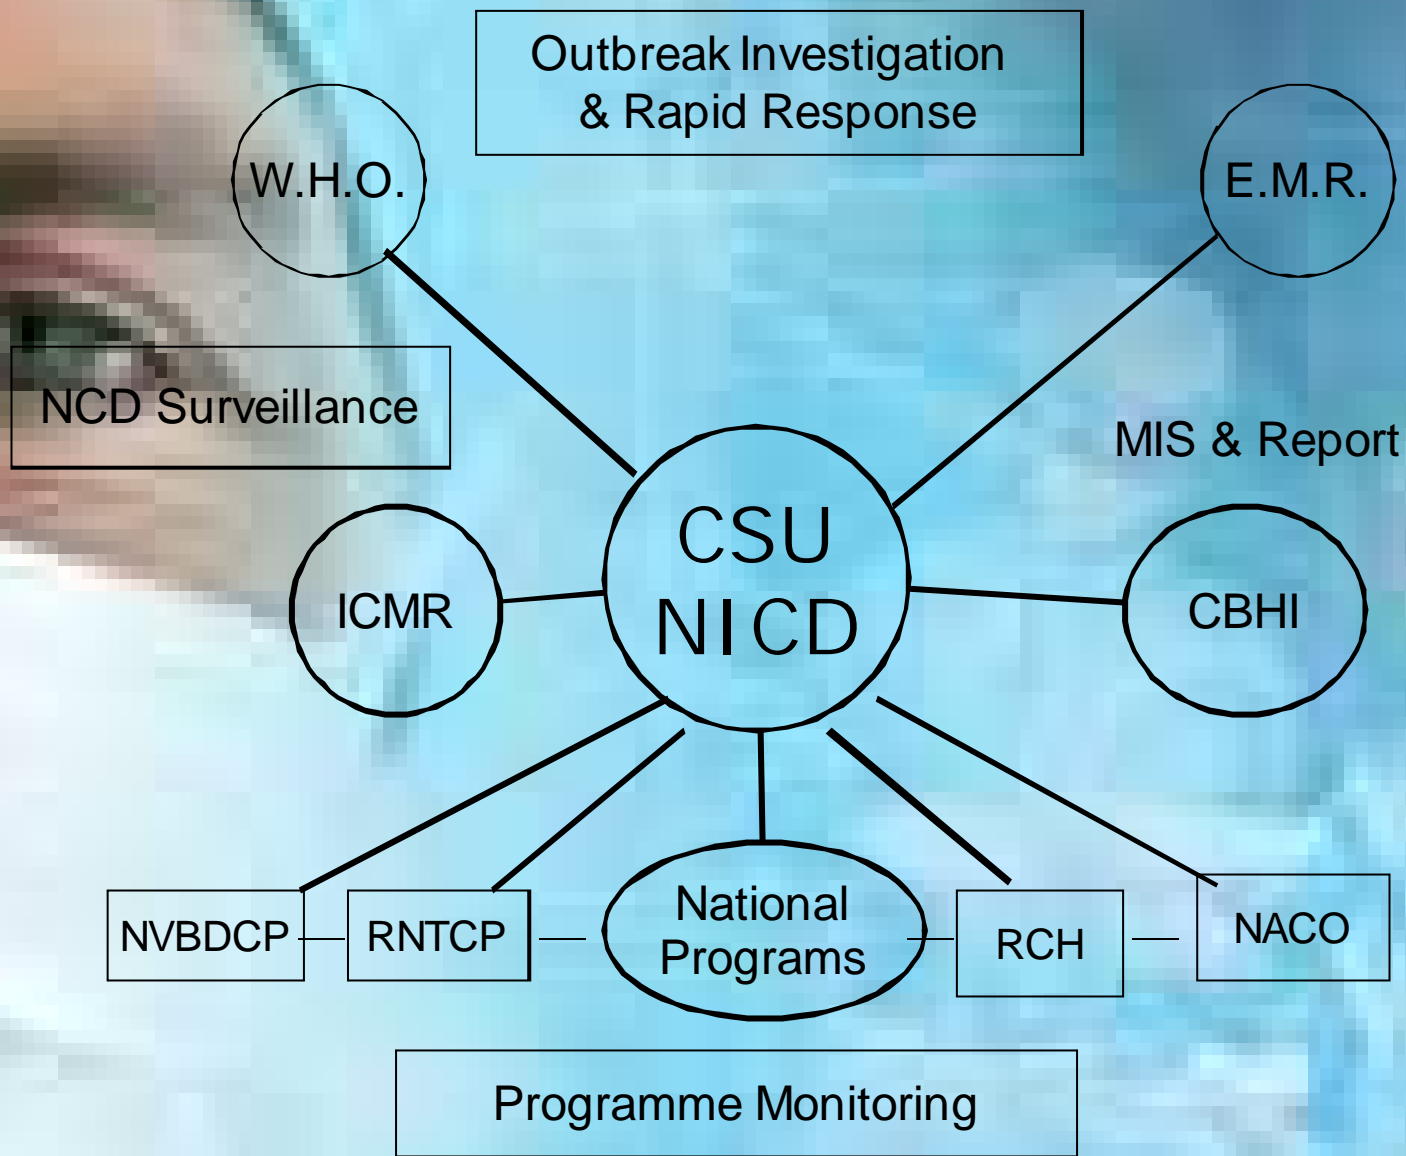 Outbreak Investigation
& Rapid Response
W.H.O.
E.M.R.
NCD Surveillance
MIS & Report
CSU
NICD
ICMR
CBHI
NVBDCP
RNTCP
National
Programs
RCH
NACO
Programme Monitoring